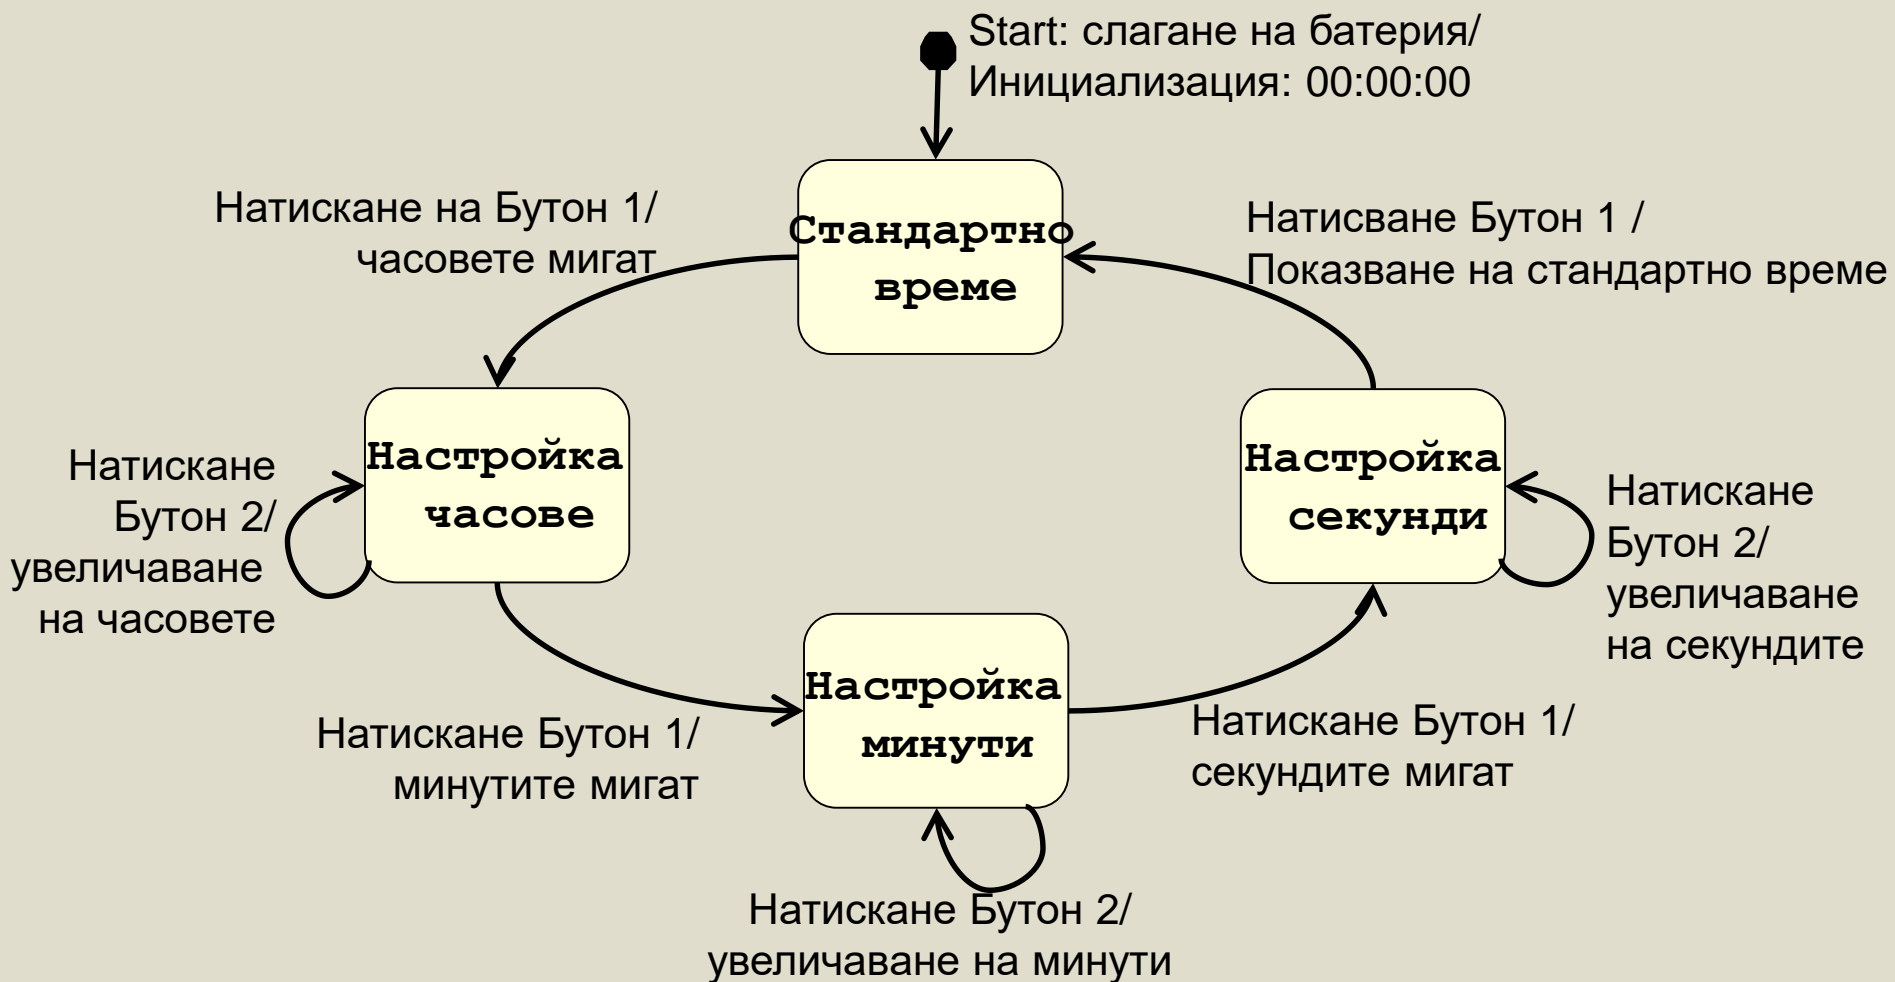 Start: слагане на батерия/
Инициализация: 00:00:00
Натискане на Бутон 1/
часовете мигат
Стандартно
време
Натисване Бутон 1 /
Показване на стандартно време
Натискане
Бутон 2/
увеличаване
на часовете
Настройка
часове
Настройка
секунди
Натискане
Бутон 2/
увеличаване
на секундите
Натискане Бутон 1/
минутите мигат
Настройка
минути
Натискане Бутон 1/
секундите мигат
Натискане Бутон 2/
увеличаване на минути